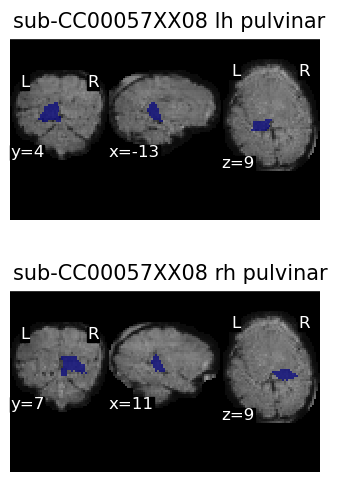 sub-CC00057XX08 lh pulvinar
L R L R
y=4 x=-13 z=9
sub-CC00057XX08 rh pulvinar
L R L R
y=7 x=11 z=9